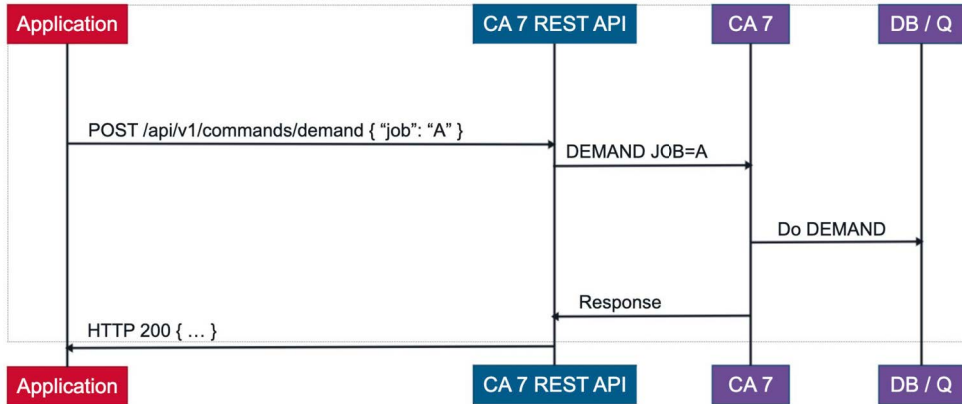 Application
CA 7 REST API
CA 7
DB / Q
POST /api/v1/commands/demand { “job”: “A” }
DEMAND JOB=A
Do DEMAND
Response
HTTP 200 { … }
Application
CA 7 REST API
CA 7
DB / Q